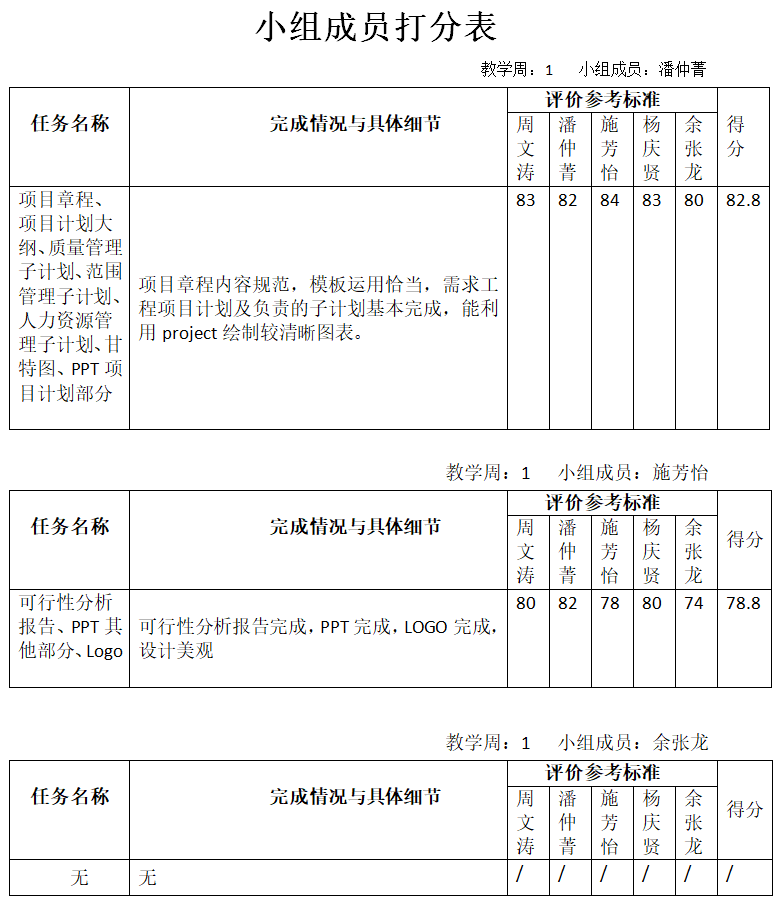 小组成员打分表
教学周：1 小组成员：潘仲菁
任务名称 完成情况与具体细节 评价参考标准 得分
周文涛 潘仲菁 施芳怡 杨庆贤 余张龙
项目章程、
项目计划大
纲、质量管理
子计划、范围
管理子计划、
人力资源管
理子计划、甘
特图、PPT 项
目计划部分
项目章程内容规范，模板运用恰当，需求工
程项目计划及负责的子计划基本完成，能利
用 project 绘制较清晰图表。
83 82 84 83 80 82.8
教学周：1 小组成员：施芳怡
任务名称 完成情况与具体细节 评价参考标准 得分
周文涛 潘仲菁 施芳怡 杨庆贤 余张龙
可行性分析
报告、PPT 其
他部分、Logo
可行性分析报告完成，PPT 完成，LOGO 完成，
设计美观
80 82 78 80 74 78.8
教学周：1 小组成员：余张龙
任务名称 完成情况与具体细节 评价参考标准 得分
周文涛 潘仲菁 施芳怡 杨庆贤 余张龙
无 无 / / / / / /